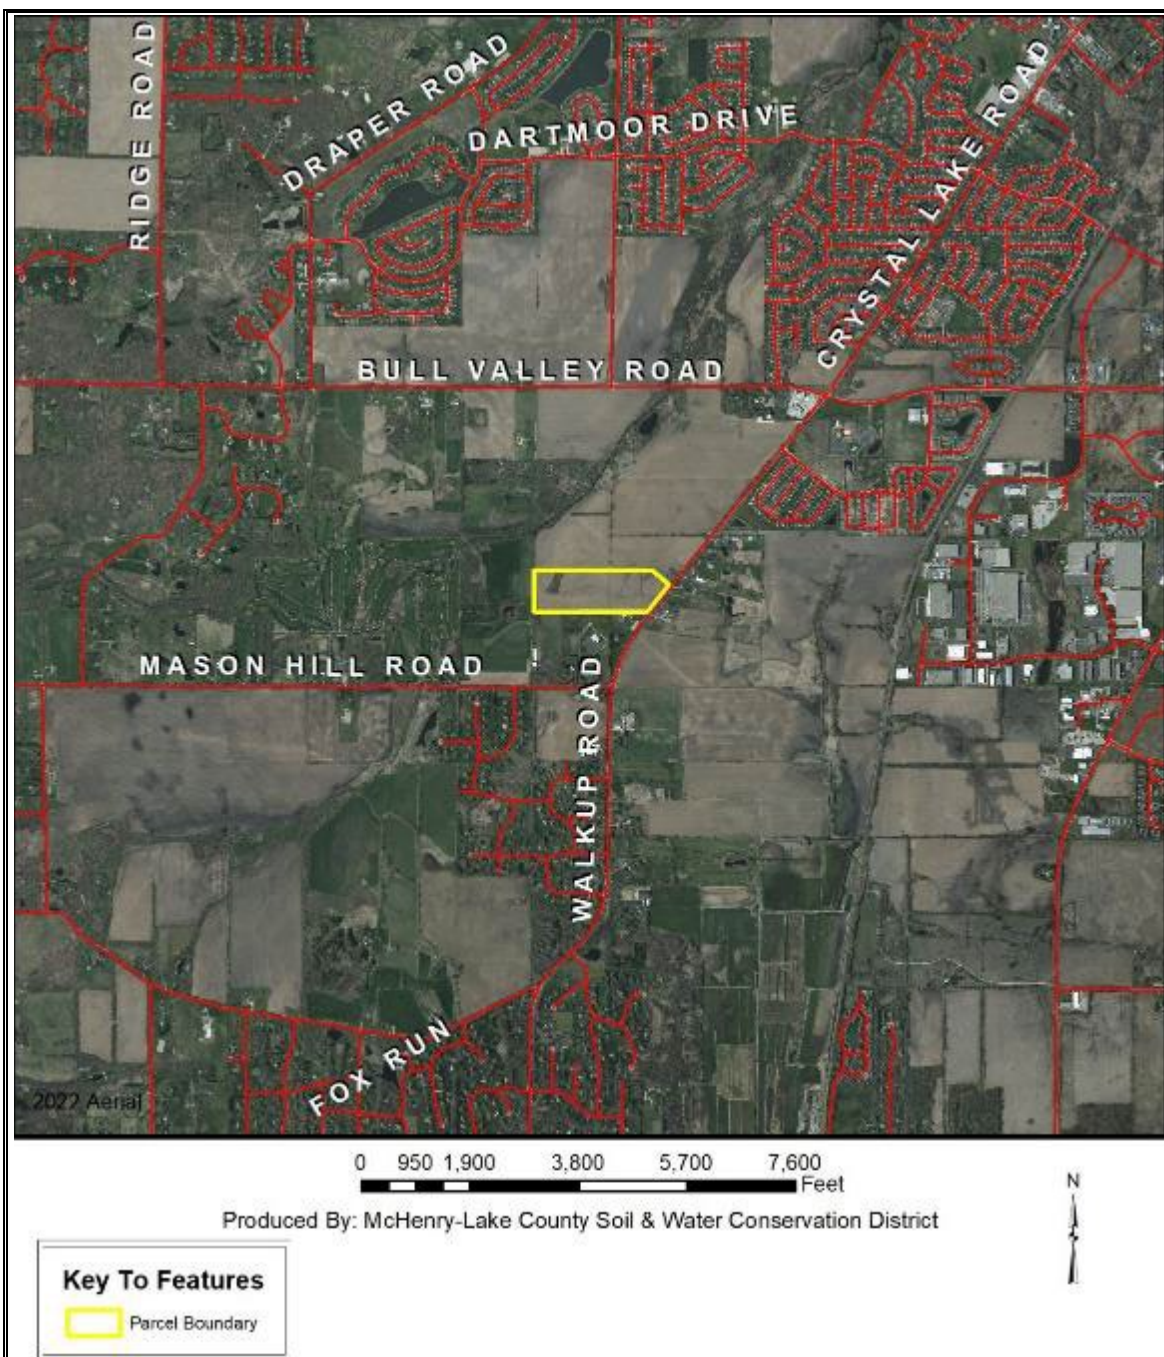 RIDGE ROAD
DRAPER ROAD
DARTMOOR DRIVE
CRYSTAL LAKE ROAD
BULL VALLEY ROAD
MASON HILL ROAD
WALKUP ROAD
FOX RUN
2022 Aerial
0 950 1,900 3,800 5,700 7,600
Feet
Produced By: McHenry-Lake County Soil & Water Conservation District
N
Key To Features
Parcel Boundary